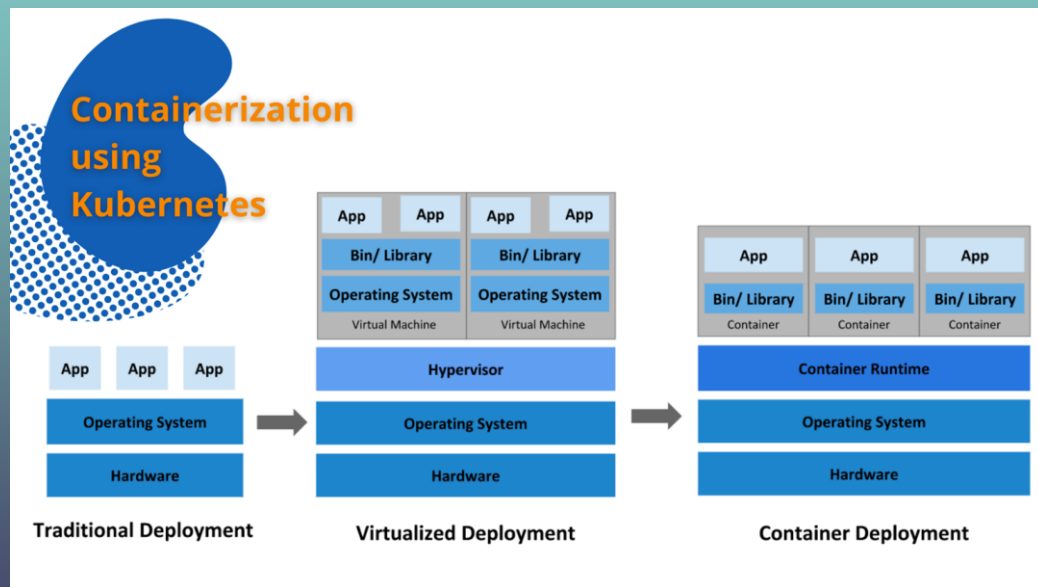 Containerization
using
Kubernetes
App App App
Operating System
Hardware
Traditional Deployment
App App App App
Bin/ Library Bin/ Library
Operating System Operating System
Virtual Machine Virtual Machine
Hypervisor
Operating System
Hardware
Virtualized Deployment
App App App
Bin/ Library Bin/ Library Bin/ Library
Container Container Container
Container Runtime
Operating System
Hardware
Container Deployment